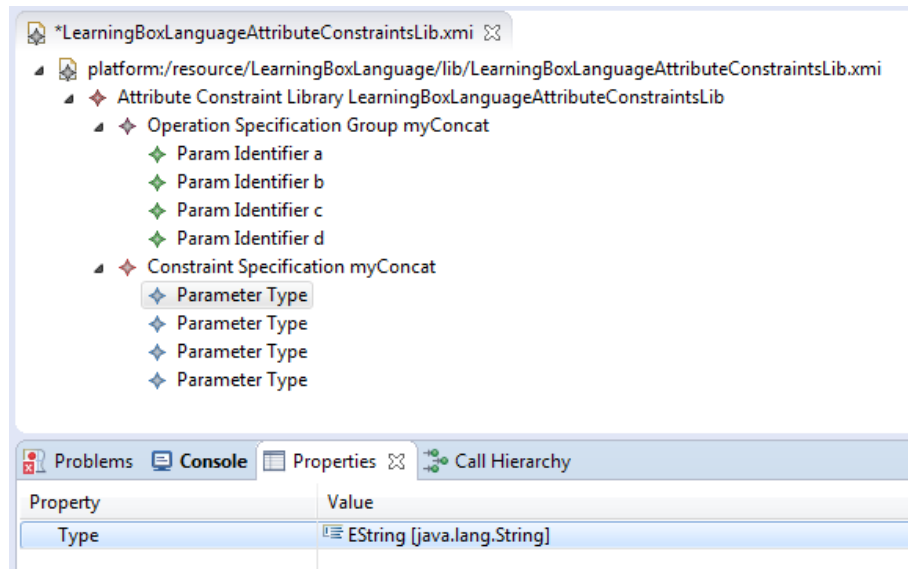 *LearningBoxLanguageAttributeConstraintsLib.xmi
platform:/resource/LearningBoxLanguage/lib/LearningBoxLanguageAttributeConstraintsLib.xmi
Attribute Constraint Library LearningBoxLanguageAttributeConstraintsLib
Operation Specification Group myConcat
Param Identifier a
Param Identifier b
Param Identifier c
Param Identifier d
Constraint Specification myConcat
Parameter Type
Parameter Type
Parameter Type
Parameter Type
Problems Console Properties Call Hierarchy
Property Value
Type EString [java.lang.String]